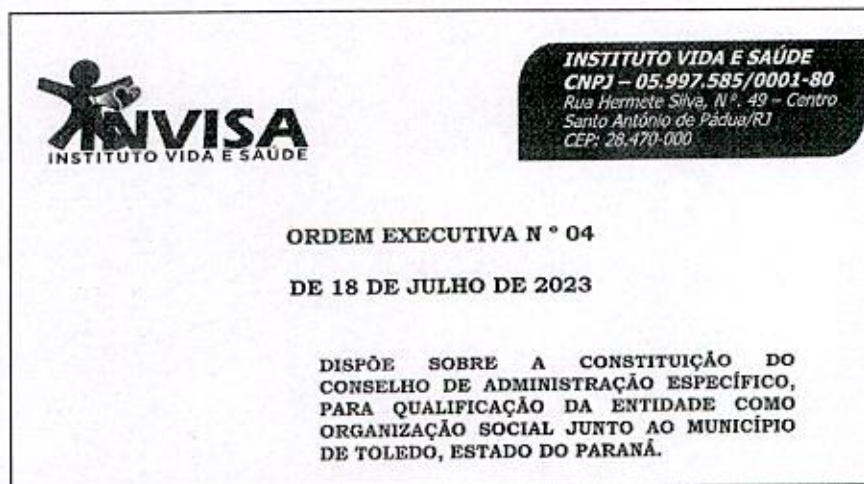 INVISA
INSTITUTO VIDA E SAÚDE
INSTITUTO VIDA E SAÚDE
CNPJ – 05.997.585/0001-80
Rua Hermete Silva, Nº. 49 – Centro
Santo Antônio de Pádua/RJ
CEP: 28.470-000
ORDEM EXECUTIVA N º 04
DE 18 DE JULHO DE 2023
DISPÕE SOBRE A CONSTITUIÇÃO DO
CONSELHO DE ADMINISTRAÇÃO ESPECÍFICO,
PARA QUALIFICAÇÃO DA ENTIDADE COMO
ORGANIZAÇÃO SOCIAL JUNTO AO MUNICÍPIO
DE TOLEDO, ESTADO DO PARANÁ.